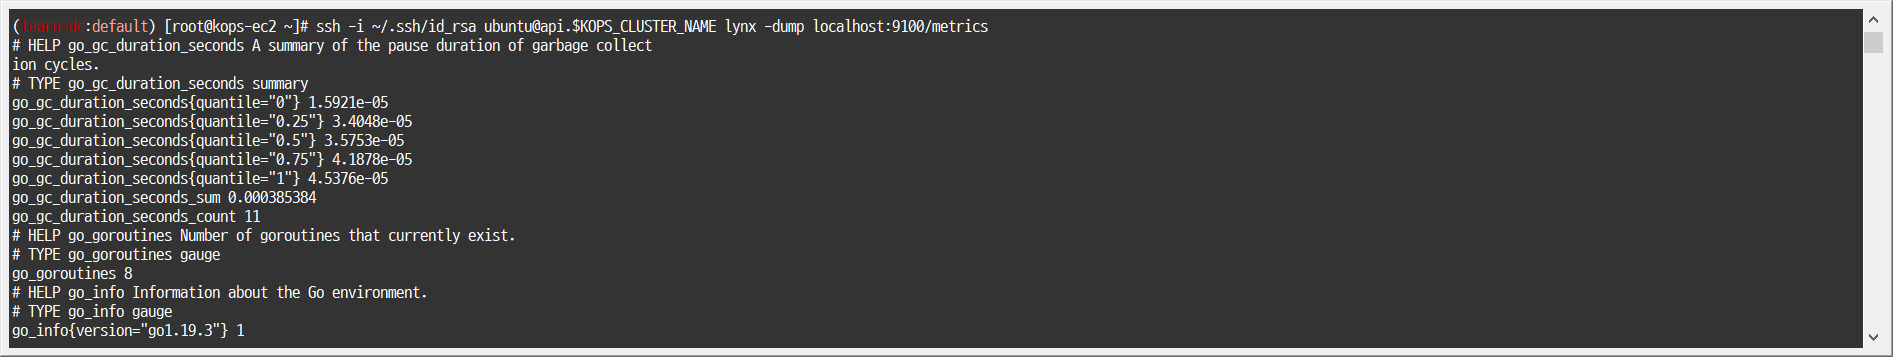 (learn-dc:default) [root@kops-ec2 ~]# ssh -i ~/.ssh/id_rsa ubuntu@api.$KOPS_CLUSTER_NAME lynx -dump localhost:9100/metrics
# HELP go_gc_duration_seconds A summary of the pause duration of garbage collect
ion cycles.
# TYPE go_gc_duration_seconds summary
go_gc_duration_seconds{quantile="0"} 1.5921e-05
go_gc_duration_seconds{quantile="0.25"} 3.4048e-05
go_gc_duration_seconds{quantile="0.5"} 3.5753e-05
go_gc_duration_seconds{quantile="0.75"} 4.1878e-05
go_gc_duration_seconds{quantile="1"} 4.5376e-05
go_gc_duration_seconds_sum 0.000385384
go_gc_duration_seconds_count 11
# HELP go_goroutines Number of goroutines that currently exist.
# TYPE go_goroutines gauge
go_goroutines 8
# HELP go_info Information about the Go environment.
# TYPE go_info gauge
go_info{version="go1.19.3"} 1